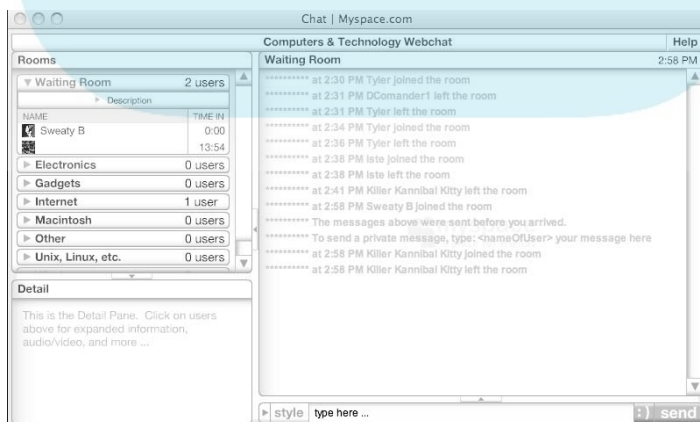 Chat | Myspace.com
Computers & Technology Webchat
Help
Rooms
Waiting Room
2 users
Description
NAME
TIME IN
Sweaty B
0:00
13:54
Electronics
0 users
Gadgets
0 users
Internet
1 user
Macintosh
0 users
Other
0 users
Unix, Linux, etc.
0 users
Detail
This is the Detail Pane. Click on users
above for expanded information,
audio/video, and more ...
Waiting Room
2:58 PM
********** at 2:30 PM Tyler joined the room
********** at 2:31 PM DComander1 left the room
********** at 2:31 PM Tyler left the room
********** at 2:34 PM Tyler joined the room
********** at 2:36 PM Tyler left the room
********** at 2:38 PM iste joined the room
********** at 2:38 PM iste left the room
********** at 2:41 PM Killer Kannibal Kitty left the room
********** at 2:58 PM Sweaty B joined the room
********** The messages above were sent before you arrived.
********** To send a private message, type: <nameOfUser> your message here
********** at 2:58 PM Killer Kannibal Kitty joined the room
********** at 2:58 PM Killer Kannibal Kitty left the room
style
type here ...
:)
send